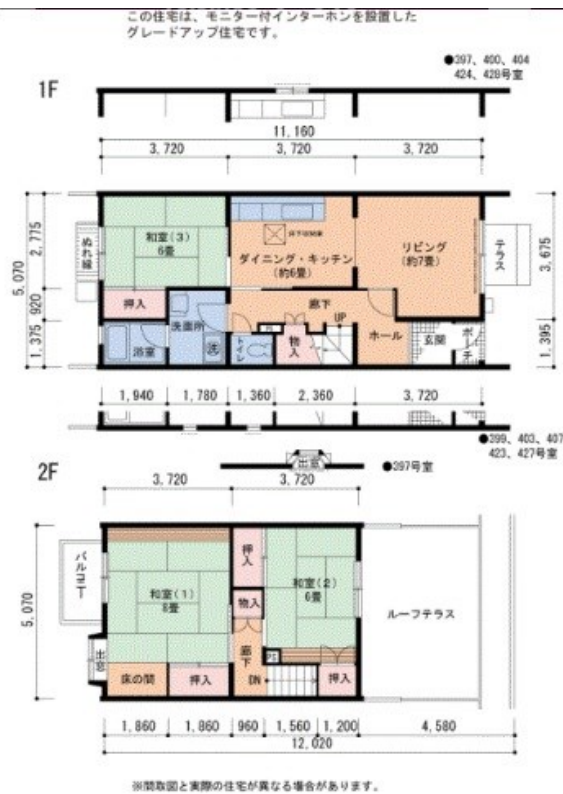 この住宅は、モニター付インターホンを設置した
グレードアップ住宅です。
●397、400、404
424、428号室
1F
11,160
3,720
3,720
3,720
5,070
2,775
920
1,375
ぬれ縁
和室(3)
6畳
押入
浴室
洗面所
洗
床下収納庫
ダイニング・キッチン
(約6畳)
リビング
(約7畳)
テラス
廊下
UP
PS
トイレ
物入
ホール
玄関
ポーチ
3,675
1,395
1,940
1,780
1,360
2,360
3,720
●399、403、407
423、427号室
出窓
●397号室
2F
3,720
3,720
5,070
バルコニー
出窓
和室(1)
8畳
床の間
押入
押入
物入
廊下
DN
和室(2)
6畳
PS
押入
ルーフテラス
1,860
1,860
960
1,560
1,200
4,580
12,020
※間取図と実際の住宅が異なる場合があります。